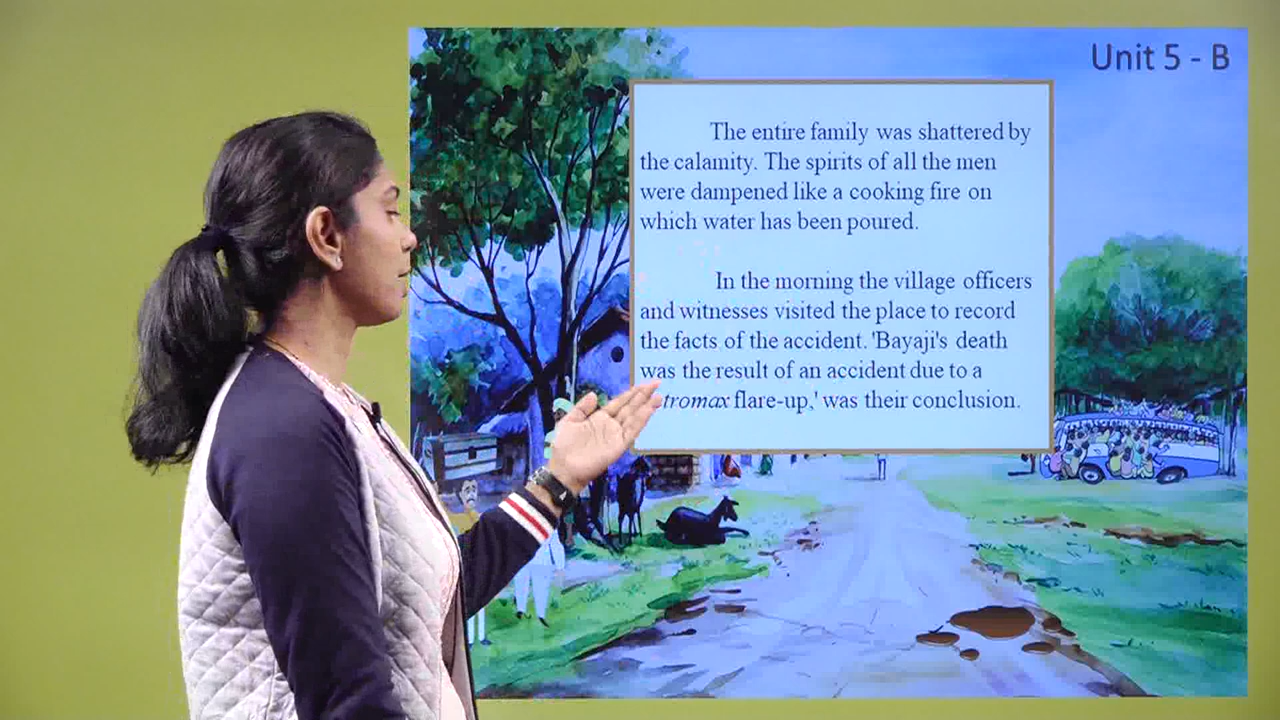 Unit 5 - B
The entire family was shattered by
the calamity. The spirits of all the men
were dampened like a cooking fire on
which water has been poured.
In the morning the village officers
and witnesses visited the place to record
the facts of the accident. 'Bayaji's death
was the result of an accident due to a
tromax flare-up,' was their conclusion.